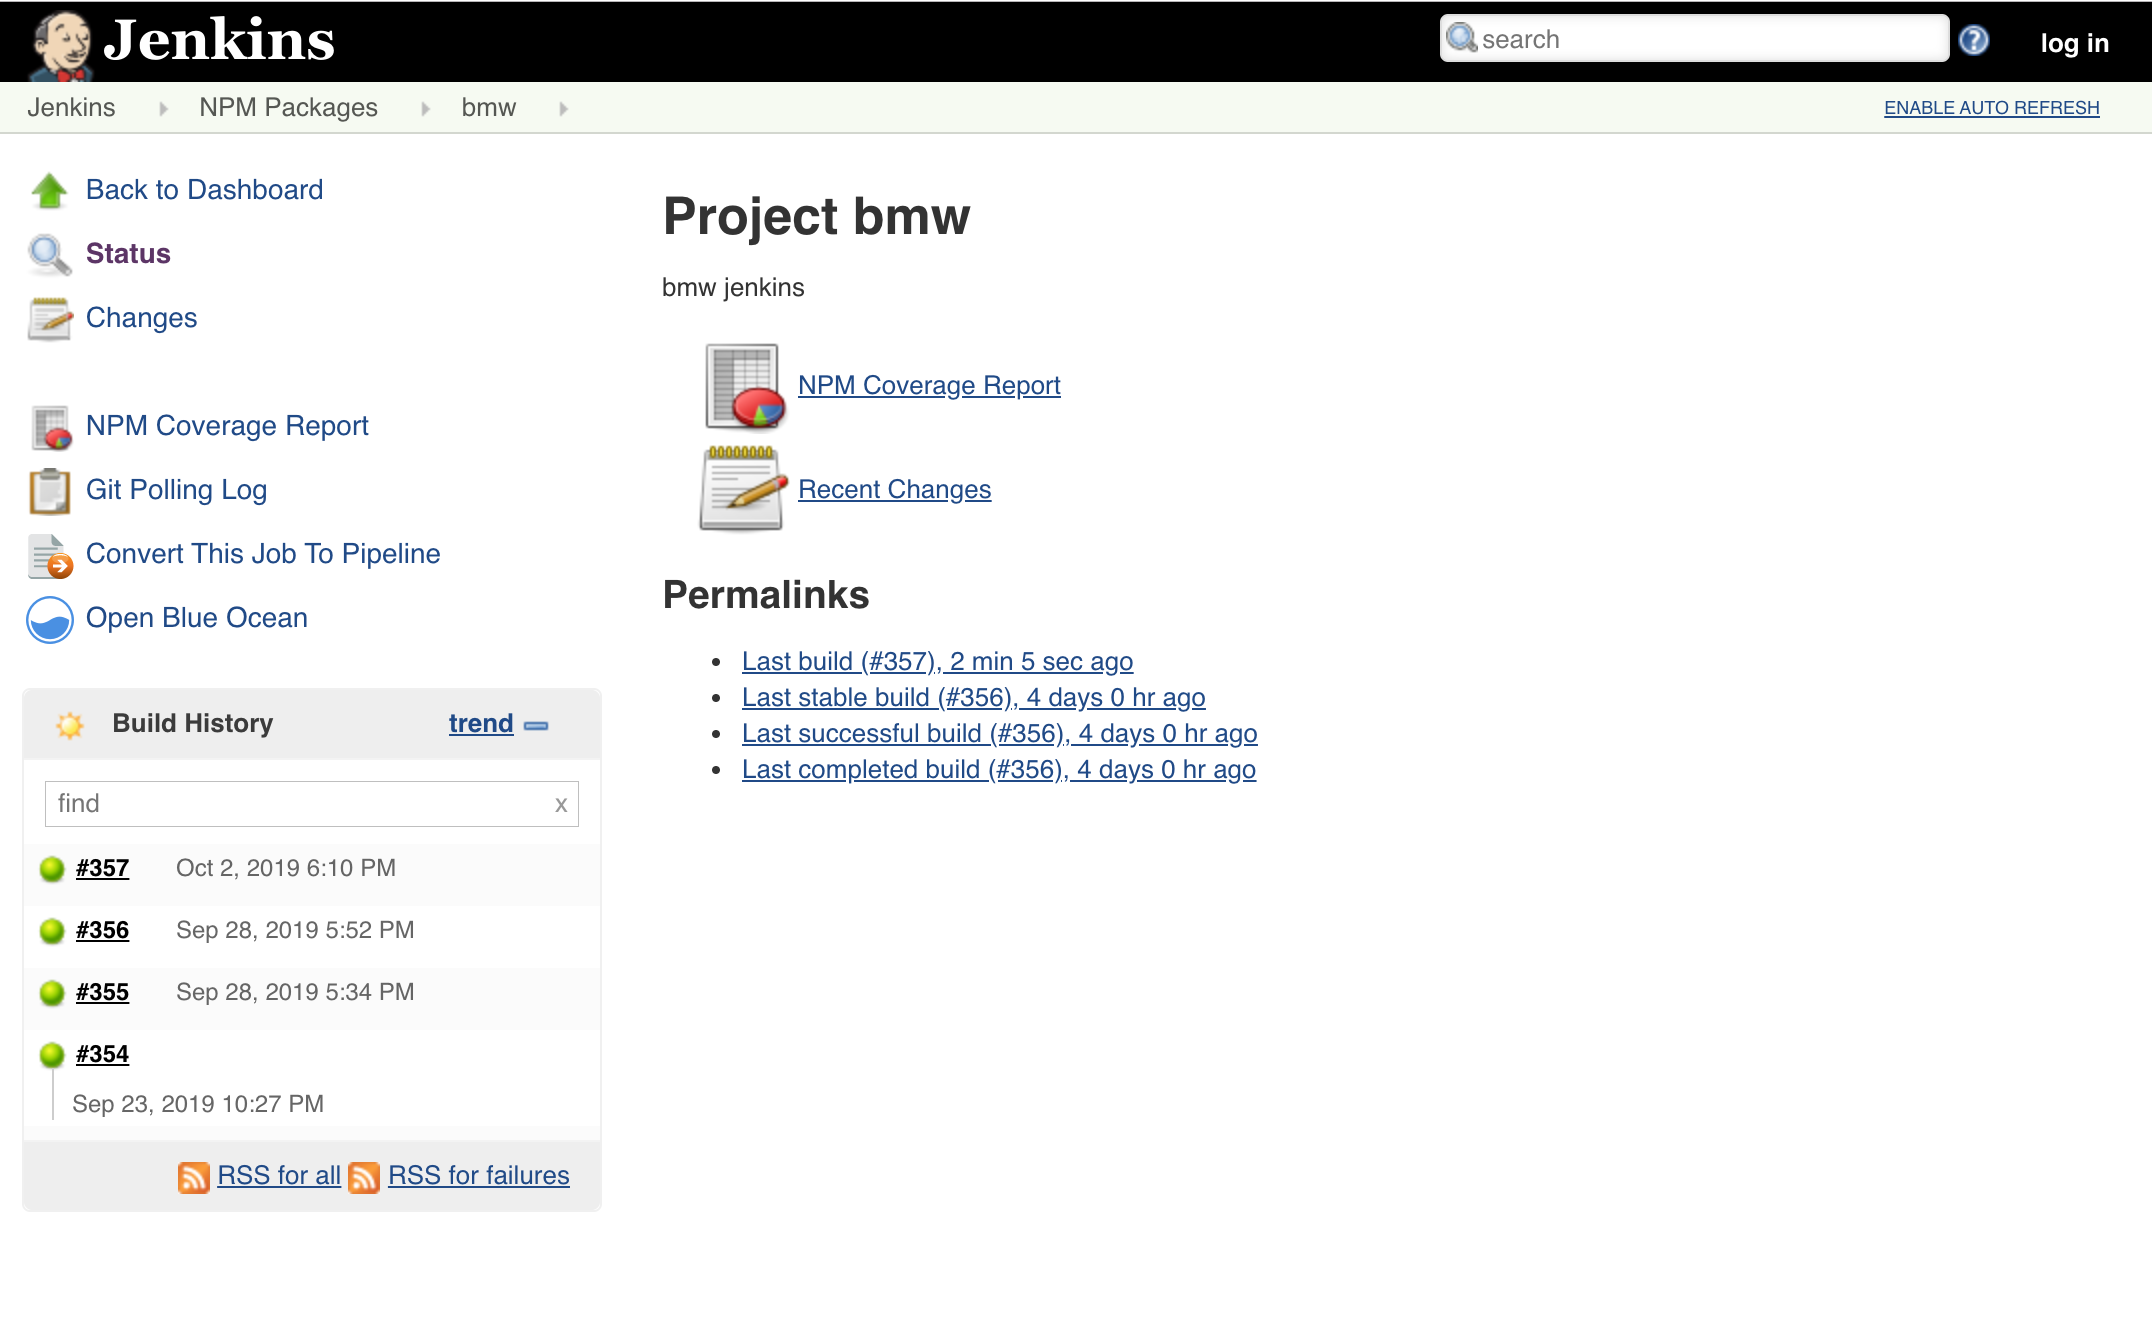 Jenkins
search
log in
Jenkins NPM Packages bmw
ENABLE AUTO REFRESH
Back to Dashboard
Status
Changes
NPM Coverage Report
Git Polling Log
Convert This Job To Pipeline
Open Blue Ocean
Build History trend
find x
#357 Oct 2, 2019 6:10 PM
#356 Sep 28, 2019 5:52 PM
#355 Sep 28, 2019 5:34 PM
#354
Sep 23, 2019 10:27 PM
RSS for all RSS for failures
Project bmw
bmw jenkins
NPM Coverage Report
Recent Changes
Permalinks
Last build (#357), 2 min 5 sec ago
Last stable build (#356), 4 days 0 hr ago
Last successful build (#356), 4 days 0 hr ago
Last completed build (#356), 4 days 0 hr ago